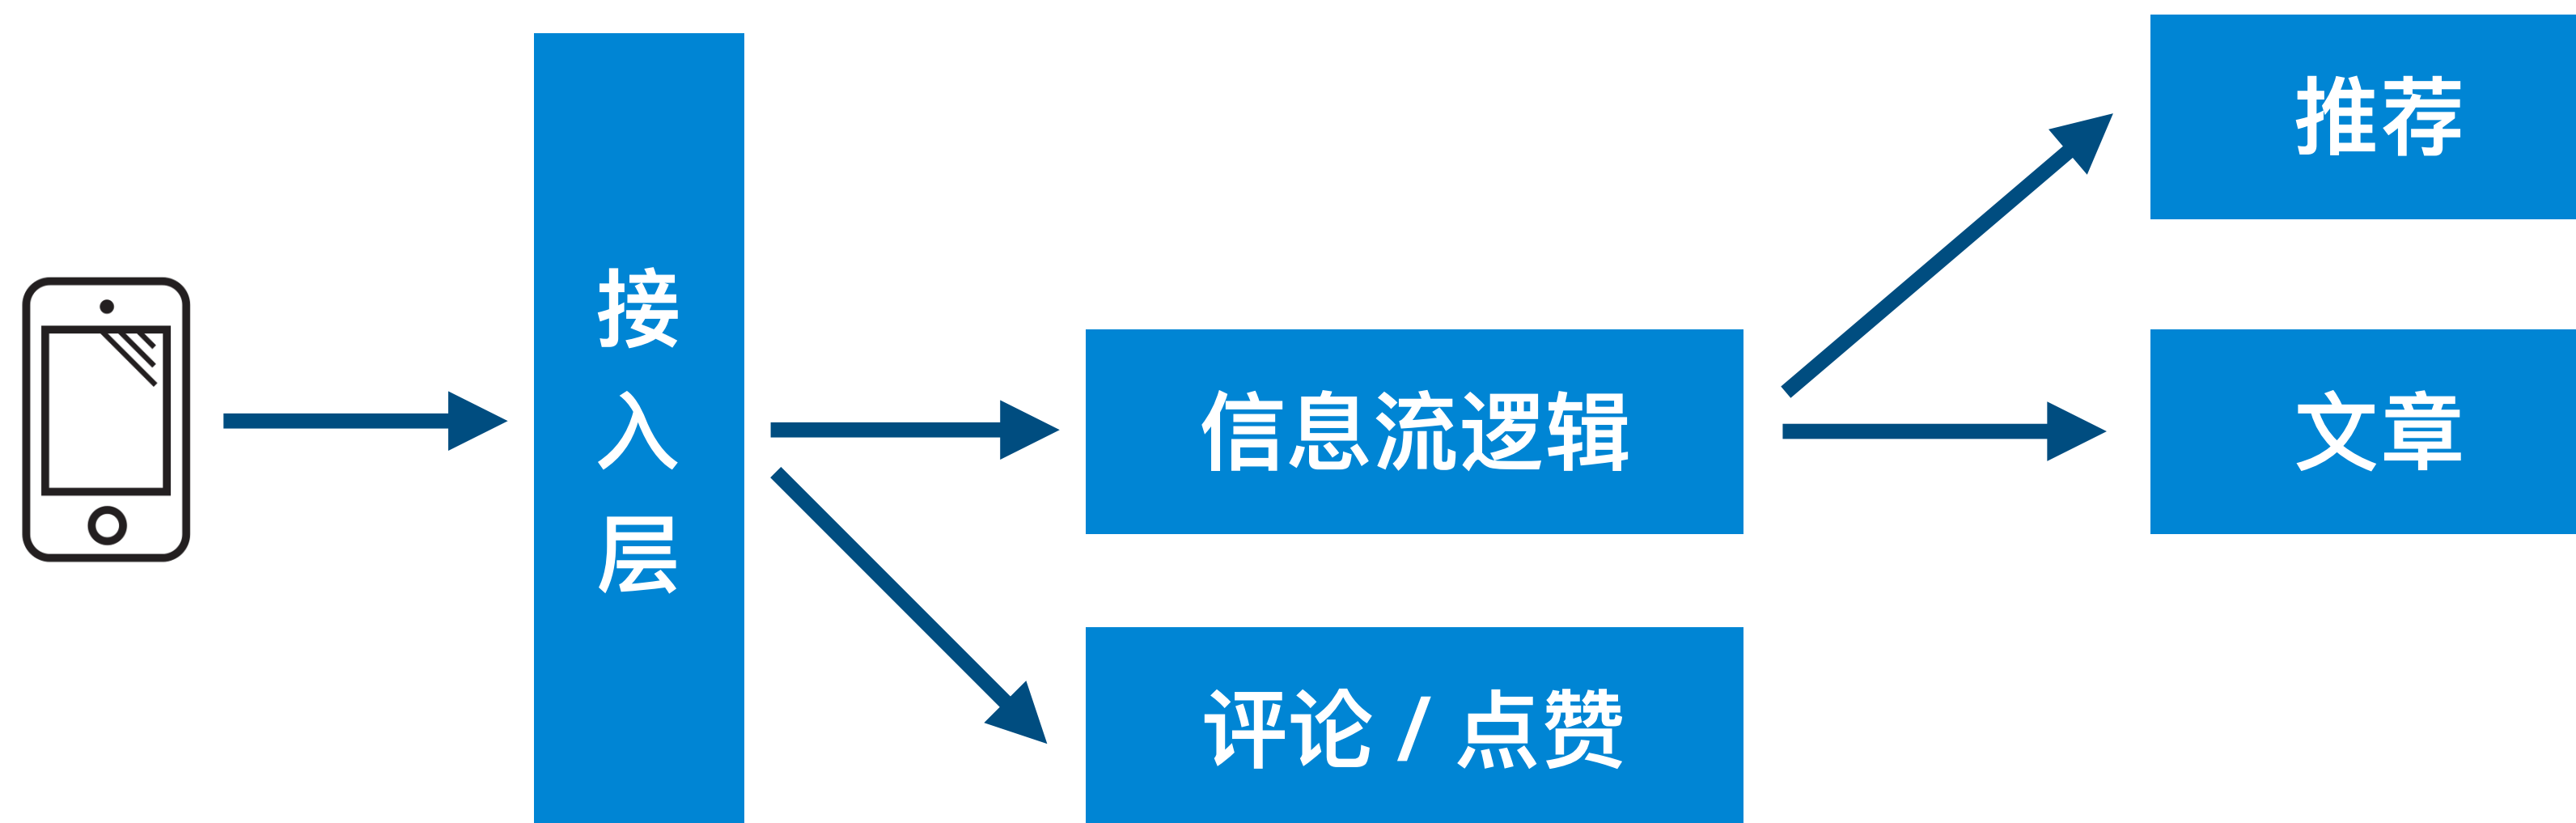 接入层
信息流逻辑
评论 / 点赞
推荐
文章